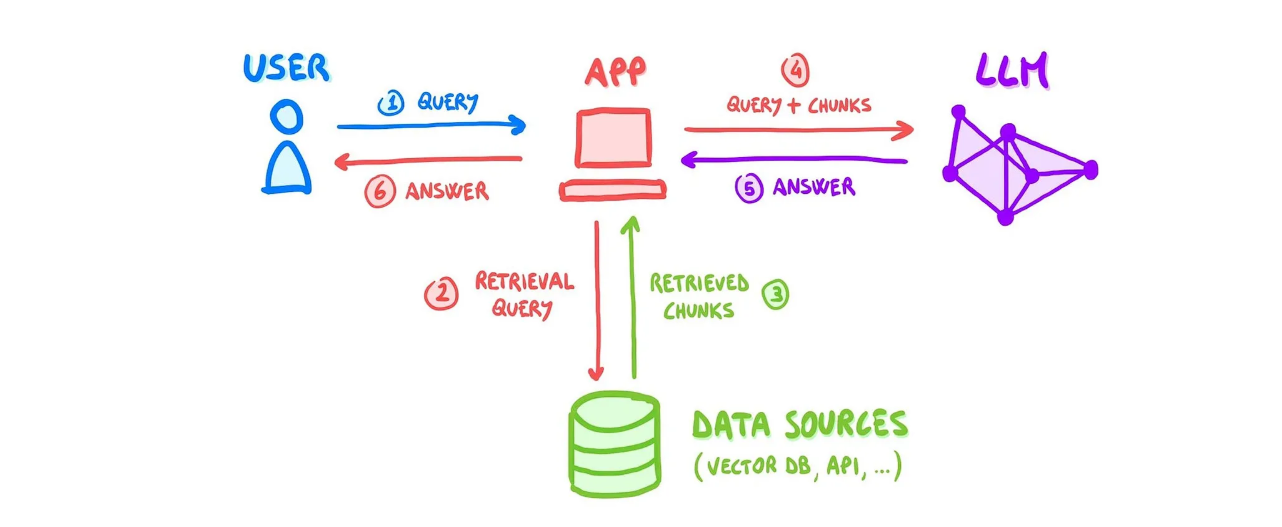 USER
APP
LLM
① QUERY
④
QUERY + CHUNKS
⑥ ANSWER
⑤ ANSWER
② RETRIEVAL
QUERY
RETRIEVED
CHUNKS ③
DATA SOURCES
(VECTOR DB, API, ...)